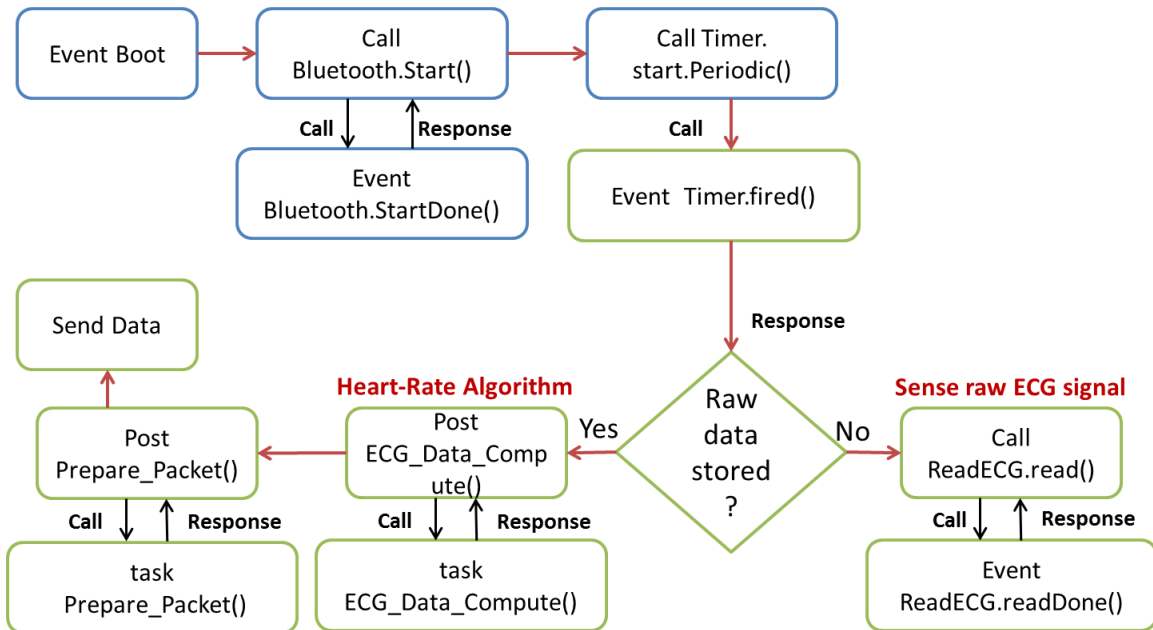 Event Boot
Call
Bluetooth.Start()
Call Timer.
start.Periodic()
Call
Response
Call
Event
Bluetooth.StartDone()
Event Timer.fired()
Send Data
Response
Heart-Rate Algorithm
Sense raw ECG signal
Post
Prepare_Packet()
Post
ECG_Data_Comp
ute()
Yes
Raw
data
stored
?
No
Call
ReadECG.read()
Call
Response
Call
Response
Call
Response
task
Prepare_Packet()
task
ECG_Data_Compute()
Event
ReadECG.readDone()